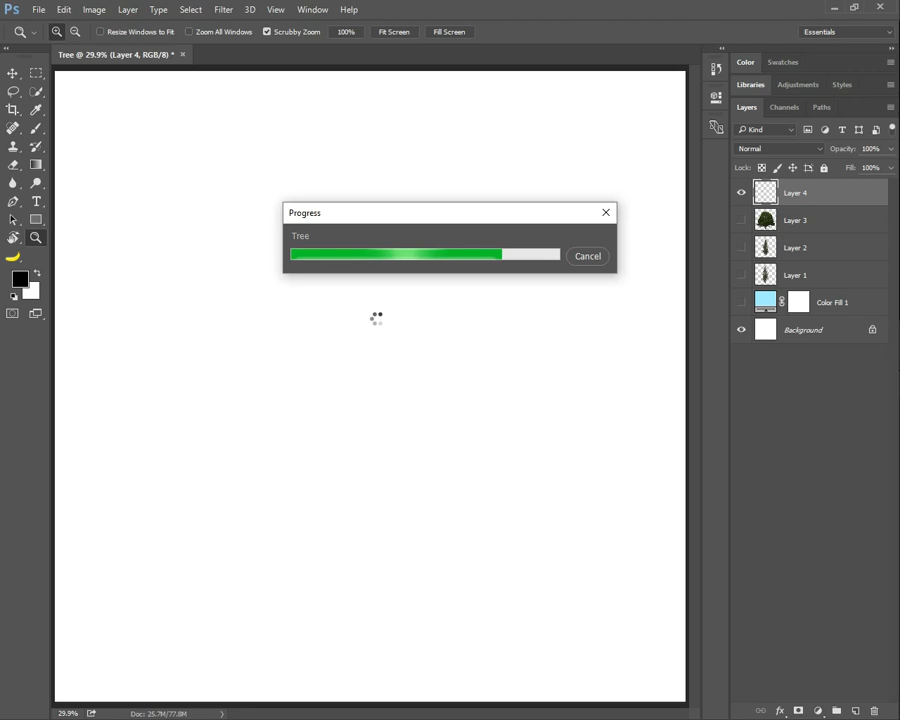 Ps File Edit Image Layer Type Select Filter 3D View Window Help
Resize Windows to Fit Zoom All Windows Scrubby Zoom 100% Fit Screen Fill Screen Essentials
Tree @ 29.9% (Layer 4, RGB/8) * ×
Color Swatches
Libraries Adjustments Styles
Layers Channels Paths
Kind
Normal Opacity: 100%
Lock: Fill: 100%
Layer 4
Layer 3
Layer 2
Layer 1
Color Fill 1
Background
Progress
Tree
Cancel
29.9% Doc: 25.7M/77.8M
fx